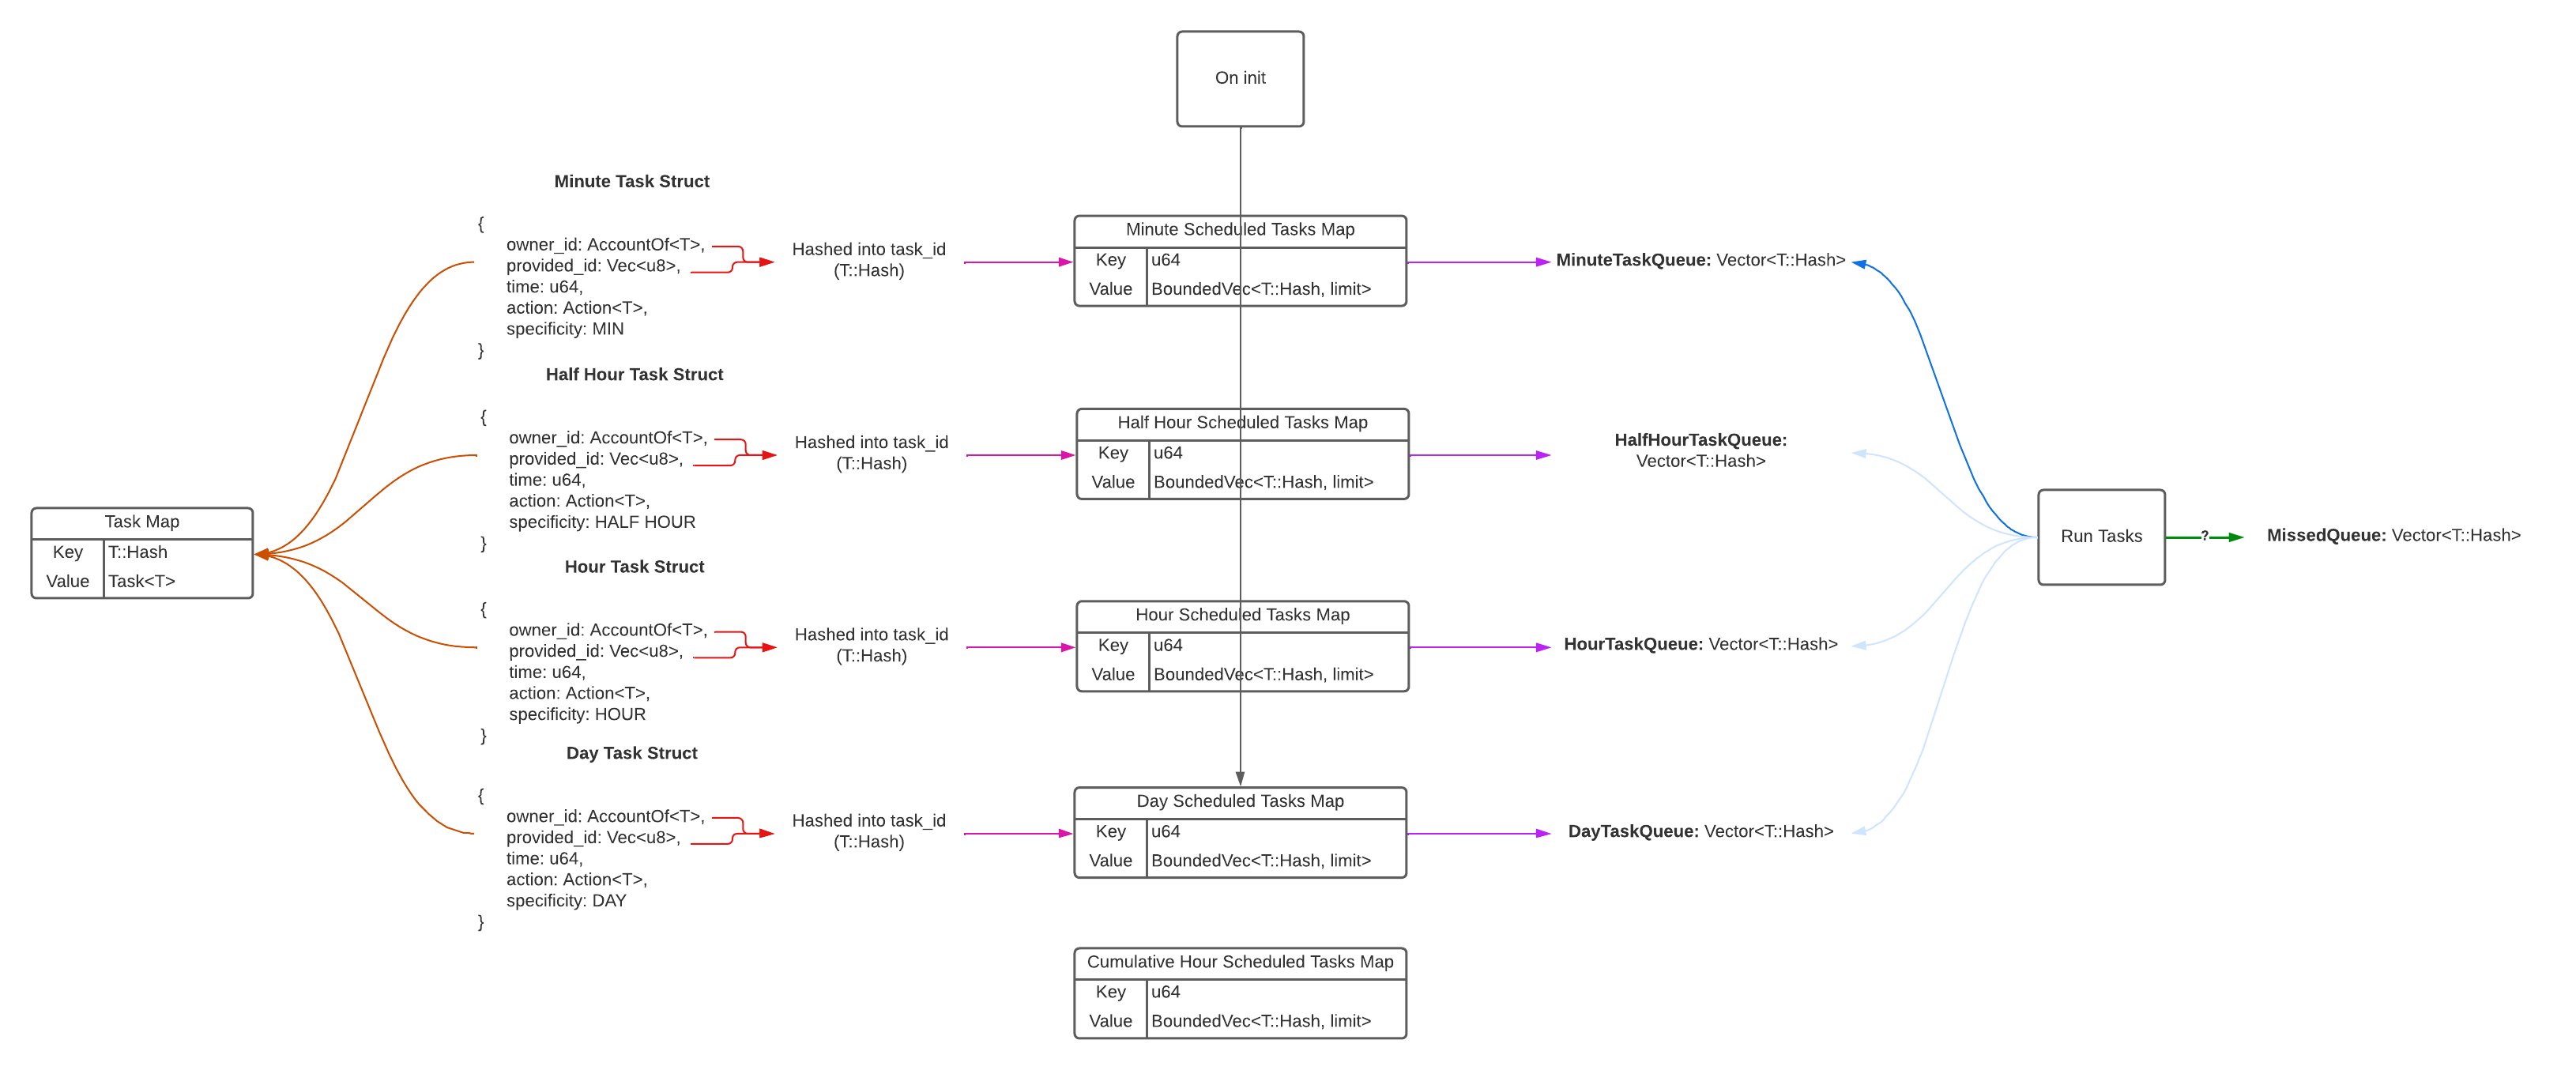 On init
Minute Task Struct
{
owner_id: AccountOf<T>,
provided_id: Vec<u8>,
time: u64,
action: Action<T>,
specificity: MIN
}
Hashed into task_id
(T::Hash)
Minute Scheduled Tasks Map
Key u64
Value BoundedVec<T::Hash, limit>
MinuteTaskQueue: Vector<T::Hash>
Half Hour Task Struct
{
owner_id: AccountOf<T>,
provided_id: Vec<u8>,
time: u64,
action: Action<T>,
specificity: HALF HOUR
}
Hashed into task_id
(T::Hash)
Half Hour Scheduled Tasks Map
Key u64
Value BoundedVec<T::Hash, limit>
HalfHourTaskQueue:
Vector<T::Hash>
Task Map
Key T::Hash
Value Task<T>
Run Tasks
?
MissedQueue: Vector<T::Hash>
Hour Task Struct
{
owner_id: AccountOf<T>,
provided_id: Vec<u8>,
time: u64,
action: Action<T>,
specificity: HOUR
}
Hashed into task_id
(T::Hash)
Hour Scheduled Tasks Map
Key u64
Value BoundedVec<T::Hash, limit>
HourTaskQueue: Vector<T::Hash>
Day Task Struct
{
owner_id: AccountOf<T>,
provided_id: Vec<u8>,
time: u64,
action: Action<T>,
specificity: DAY
}
Hashed into task_id
(T::Hash)
Day Scheduled Tasks Map
Key u64
Value BoundedVec<T::Hash, limit>
DayTaskQueue: Vector<T::Hash>
Cumulative Hour Scheduled Tasks Map
Key u64
Value BoundedVec<T::Hash, limit>